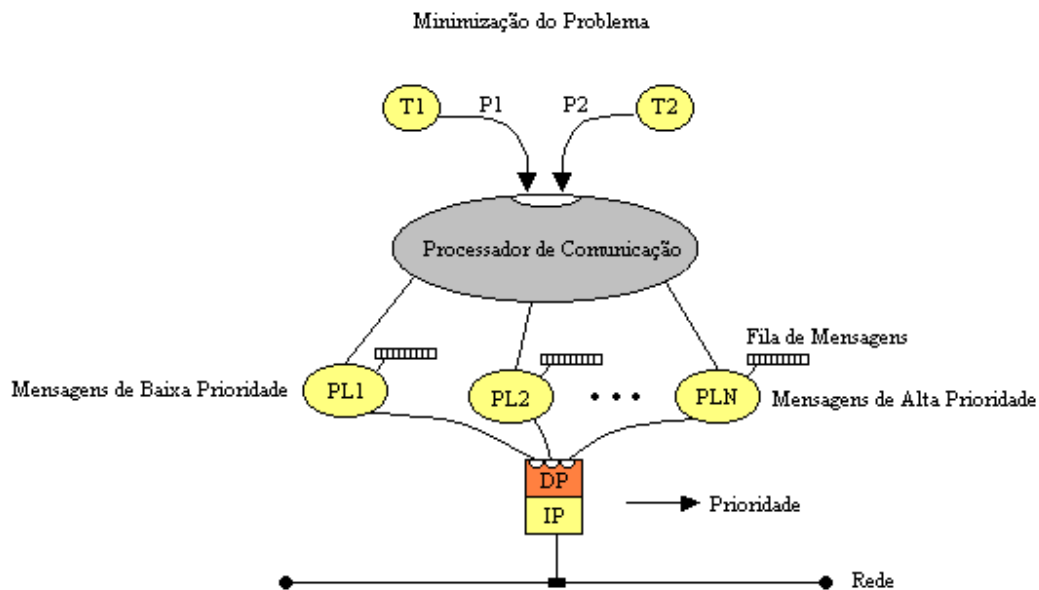 Minimização do Problema
T1
P1
P2
T2
Processador de Comunicação
Fila de Mensagens
Mensagens de Baixa Prioridade
PL1
PL2
PLN
Mensagens de Alta Prioridade
DP
IP
Prioridade
Rede